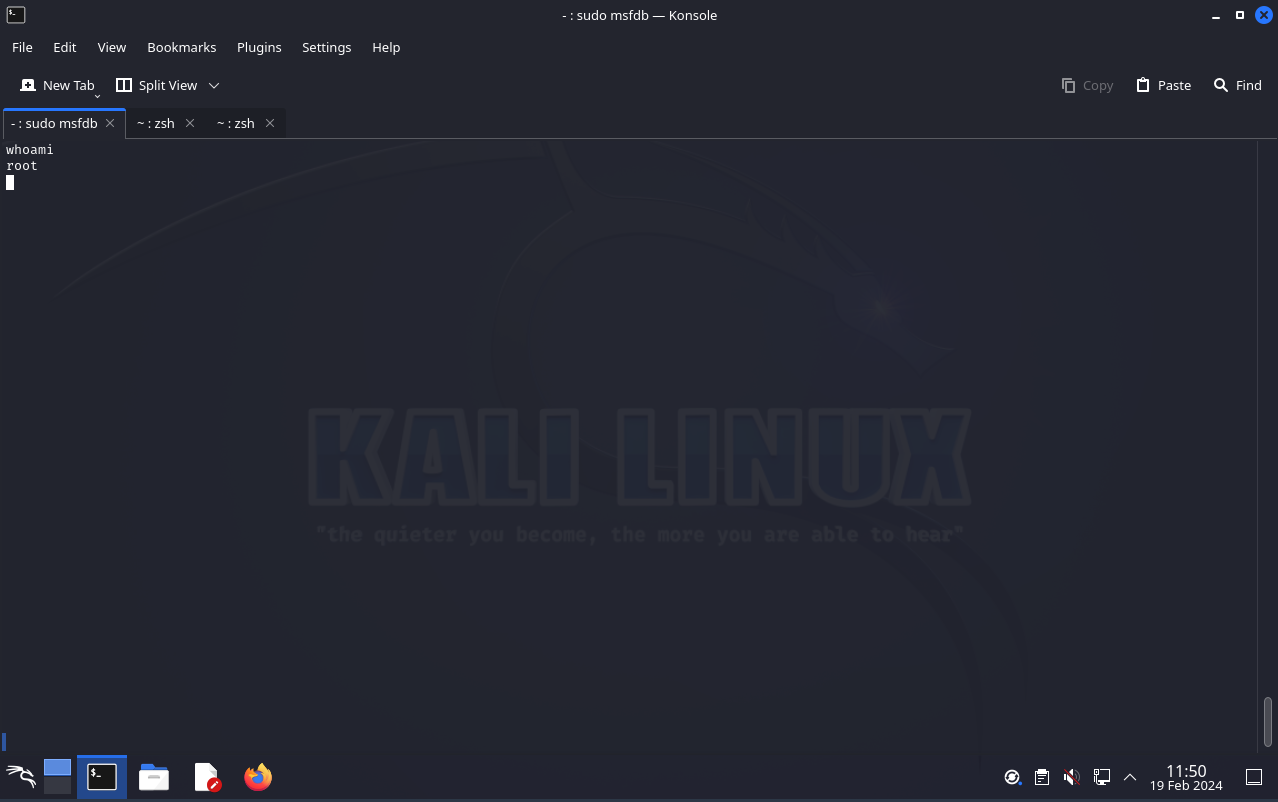 - : sudo msfdb — Konsole
File Edit View Bookmarks Plugins Settings Help
New Tab Split View Copy Paste Find
- : sudo msfdb ~ : zsh ~ : zsh
whoami
root
KALI LINUX
"the quieter you become, the more you are able to hear"
$_
11:50
19 Feb 2024